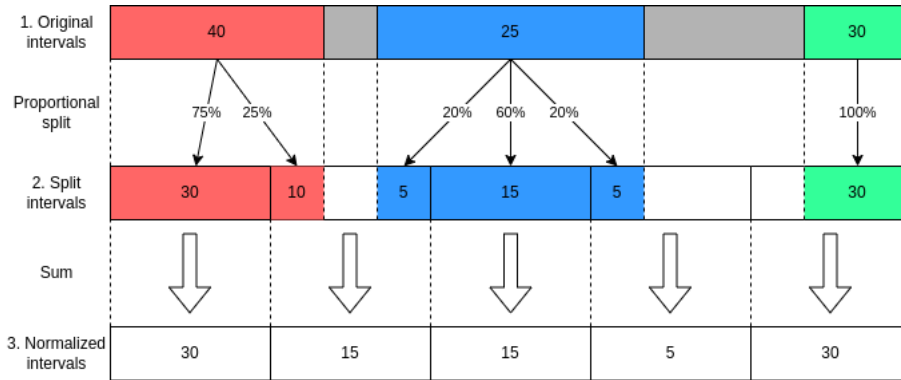 1. Original
intervals
40
25
30
Proportional
split
75%
25%
20%
60%
20%
100%
2. Split
intervals
30
10
5
15
5
30
Sum
3. Normalized
intervals
30
15
15
5
30